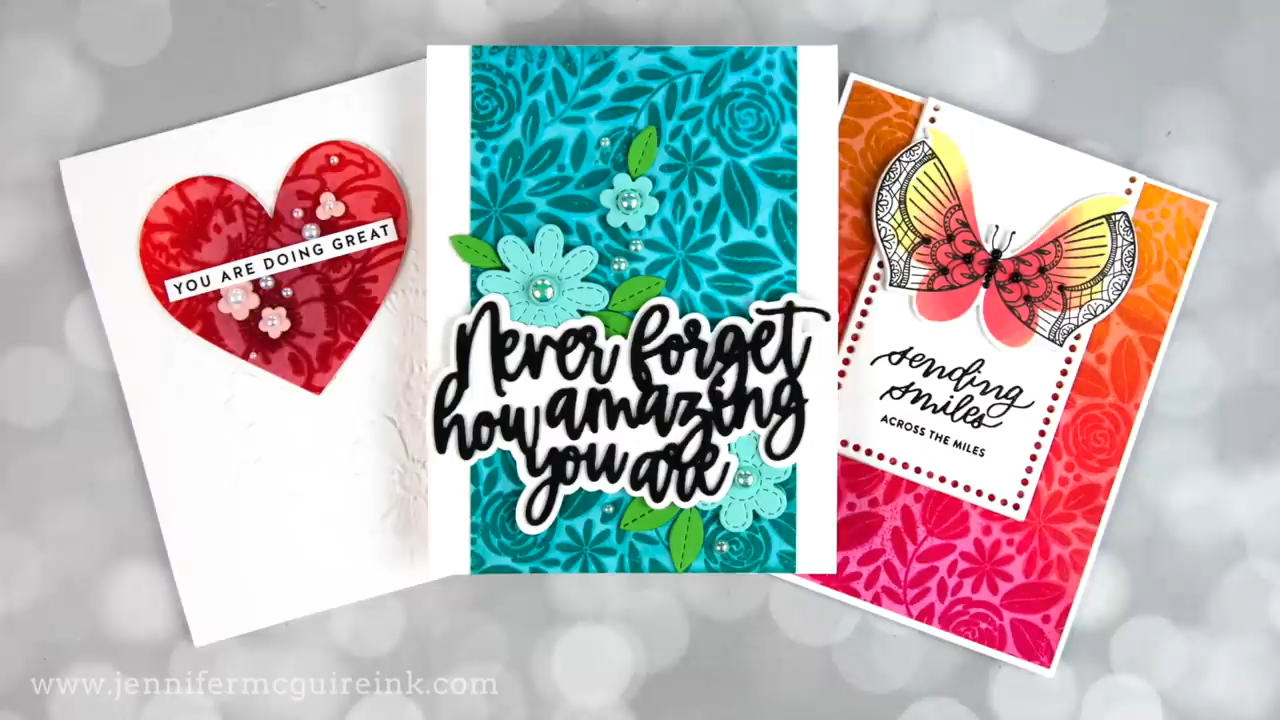 YOU ARE DOING GREAT
Never forget
how amazing
you are
sending
smiles
ACROSS THE MILES
www.jennifermcguireink.com